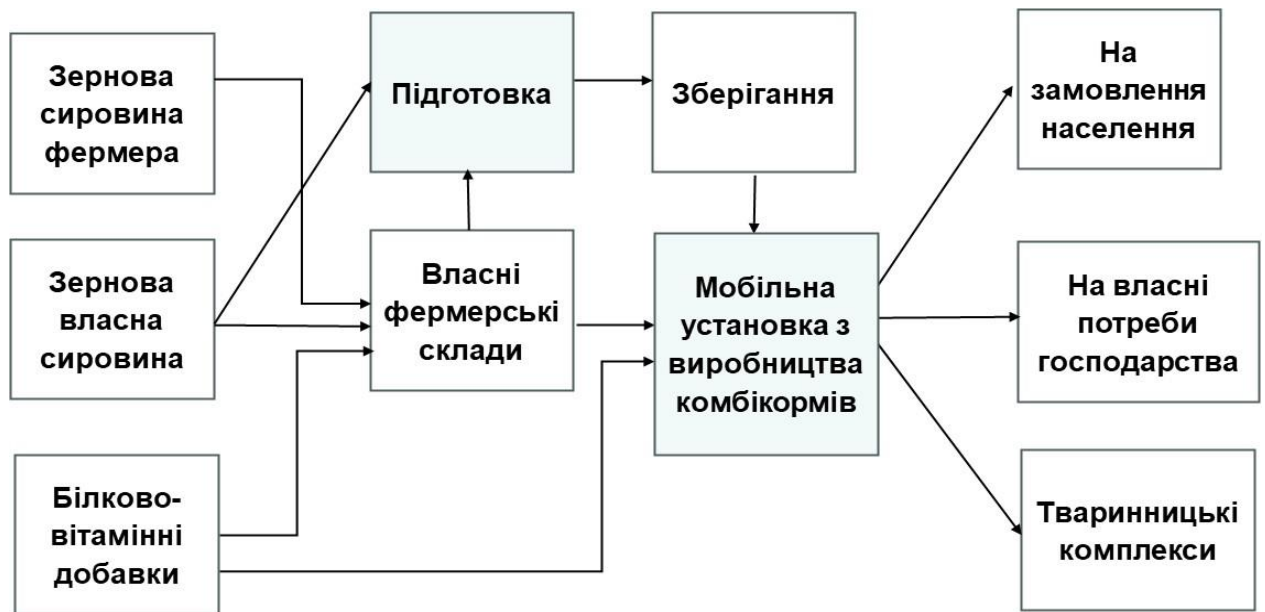 Зернова
сировина
фермера
Підготовка
Зберігання
На
замовлення
населення
Зернова
власна
сировина
Власні
фермерські
склади
Мобільна
установка з
виробництва
комбікормів
На власні
потреби
господарства
Білково-
вітамінні
добавки
Тваринницькі
комплекси